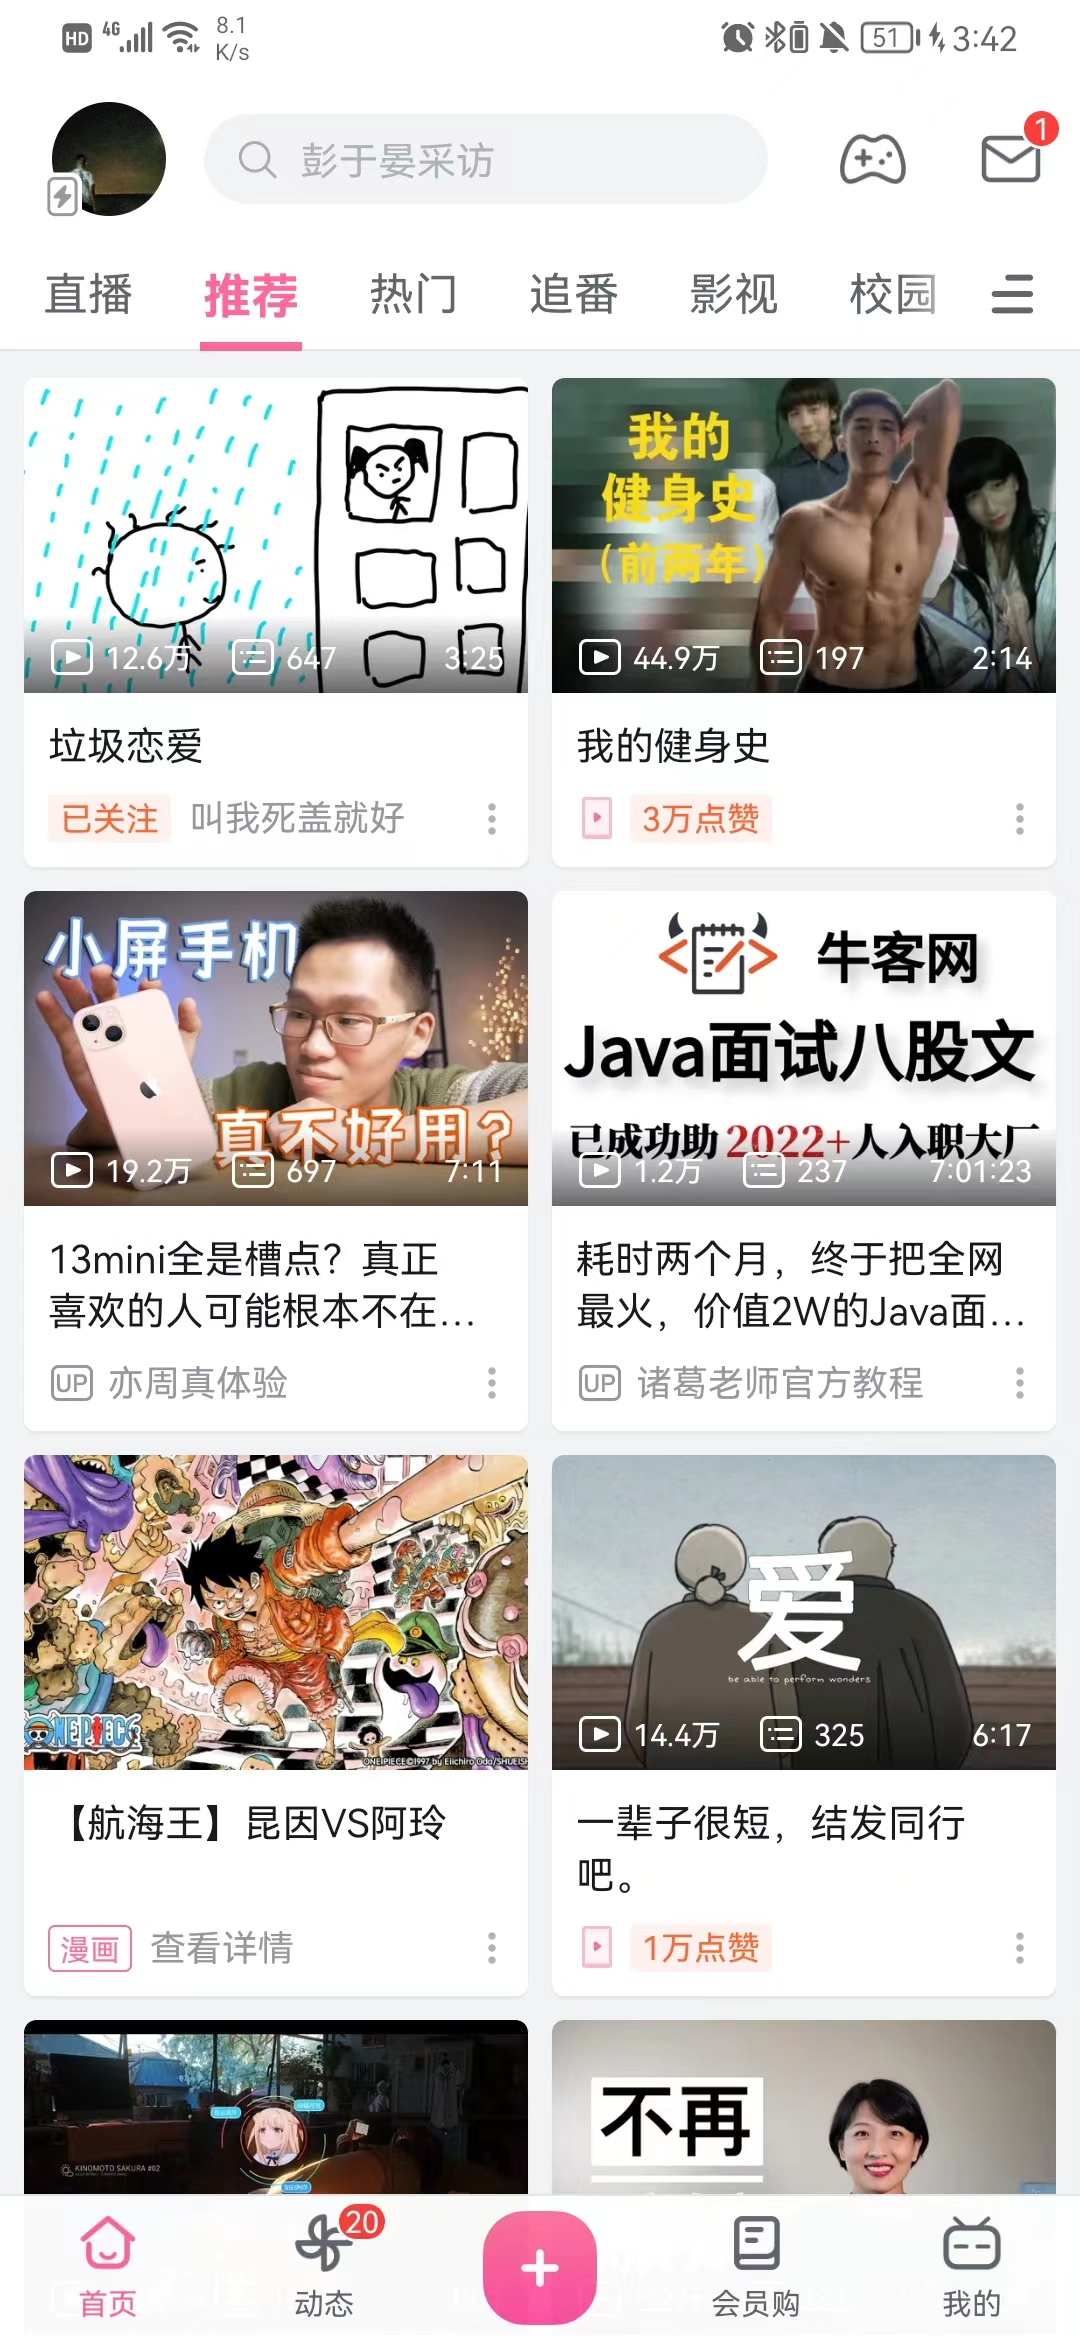 HD 4G 8.1 K/s 51 3:42
彭于晏采访
1
直播 推荐 热门 追番 影视 校园
12.6万 647 3:25
垃圾恋爱
已关注 叫我死盖就好
我的
健身史
(前两年)
44.9万 197 2:14
我的健身史
3万点赞
小屏手机
真不好用?
19.2万 697 7:11
13mini全是槽点？真正
喜欢的人可能根本不在...
UP 亦周真体验
牛客网
Java面试八股文
已成功助2022+人入职大厂
1.2万 237 7:01:23
耗时两个月，终于把全网
最火，价值2W的Java面...
UP 诸葛老师官方教程
ONE PIECE
ONE PIECE©1997 by Eiichiro Oda/SHUEISH
【航海王】昆因VS阿玲
漫画 查看详情
爱
be able to perform wonders
14.4万 325 6:17
一辈子很短，结发同行
吧。
1万点赞
KINOMOTO SAKURA #02
不再
首页
20
动态
会员购
我的